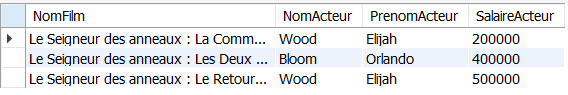 NomFilm NomActeur PrenomActeur SalaireActeur
Le Seigneur des anneaux : La Comm... Wood Elijah 200000
Le Seigneur des anneaux : Les Deux ... Bloom Orlando 400000
Le Seigneur des anneaux : Le Retour... Wood Elijah 500000